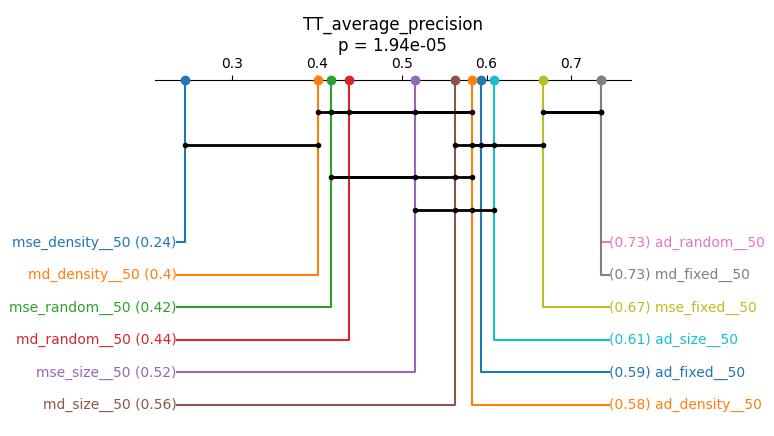 TT_average_precision
p = 1.94e-05
0.3 0.4 0.5 0.6 0.7
mse_density__50 (0.24)
(0.73) ad_random__50
md_density__50 (0.4)
(0.73) md_fixed__50
mse_random__50 (0.42)
(0.67) mse_fixed__50
md_random__50 (0.44)
(0.61) ad_size__50
mse_size__50 (0.52)
(0.59) ad_fixed__50
md_size__50 (0.56)
(0.58) ad_density__50